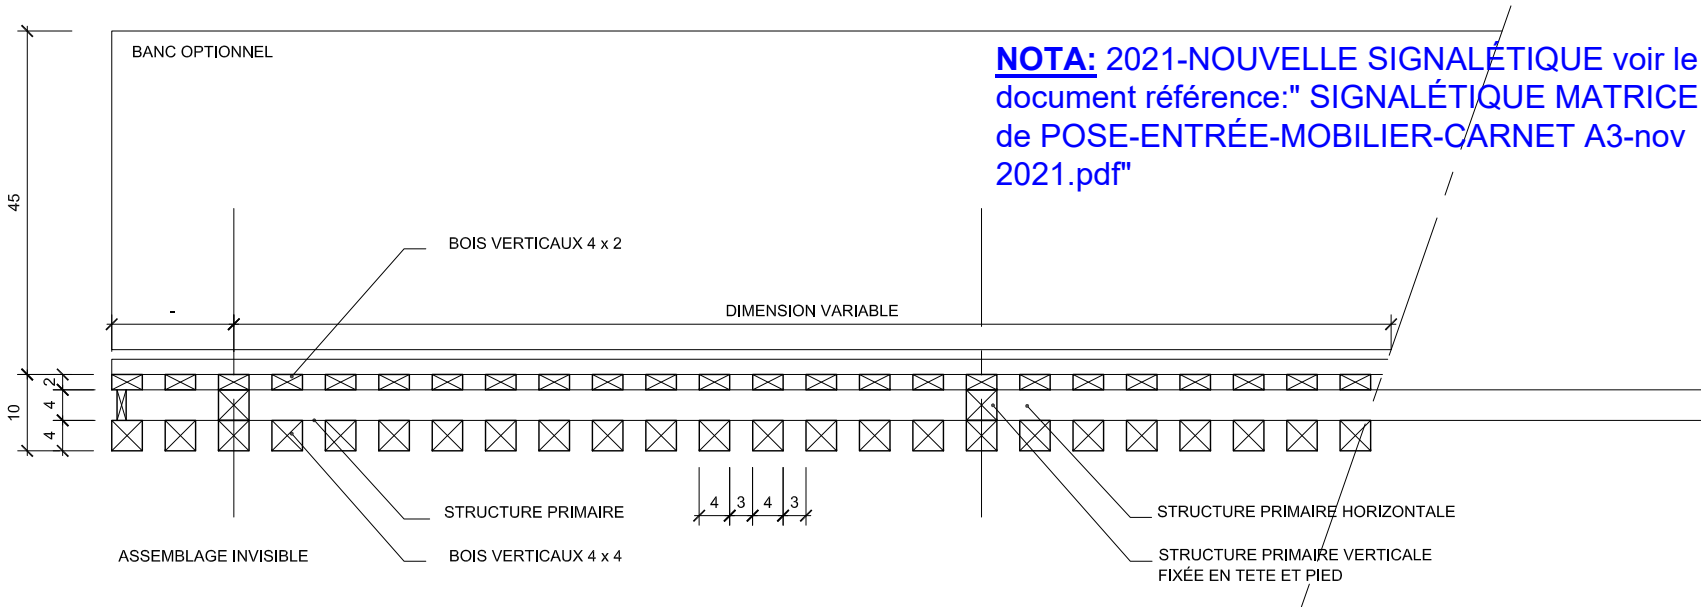 BANC OPTIONNEL
NOTA: 2021-NOUVELLE SIGNALÉTIQUE voir le
document référence:" SIGNALÉTIQUE MATRICE
de POSE-ENTRÉE-MOBILIER-CARNET A3-nov
2021.pdf"
45
BOIS VERTICAUX 4 x 2
-
DIMENSION VARIABLE
2
4
4
10
4
3
4
3
STRUCTURE PRIMAIRE
STRUCTURE PRIMAIRE HORIZONTALE
ASSEMBLAGE INVISIBLE
BOIS VERTICAUX 4 x 4
STRUCTURE PRIMAIRE VERTICALE
FIXÉE EN TETE ET PIED